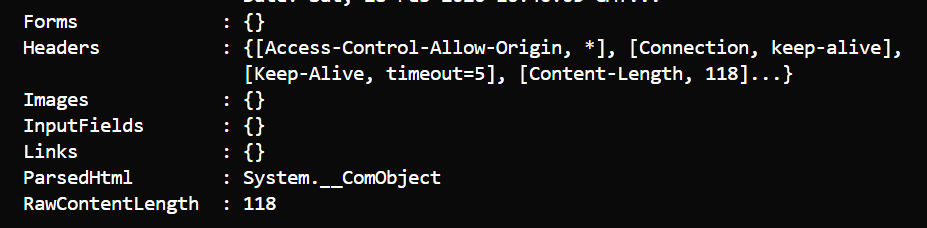 Forms : {}
Headers : {[Access-Control-Allow-Origin, *], [Connection, keep-alive],
[Keep-Alive, timeout=5], [Content-Length, 118]...}
Images : {}
InputFields : {}
Links : {}
ParsedHtml : System.__ComObject
RawContentLength : 118